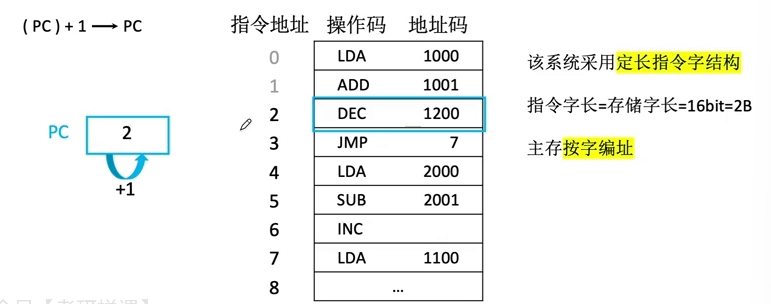 (PC)+1 → PC
指令地址 操作码 地址码
0 LDA 1000
1 ADD 1001
2 DEC 1200
3 JMP 7
4 LDA 2000
5 SUB 2001
6 INC
7 LDA 1100
8 ...
PC 2
+1
该系统采用定长指令字结构
指令字长=存储字长=16bit=2B
主存按字编址